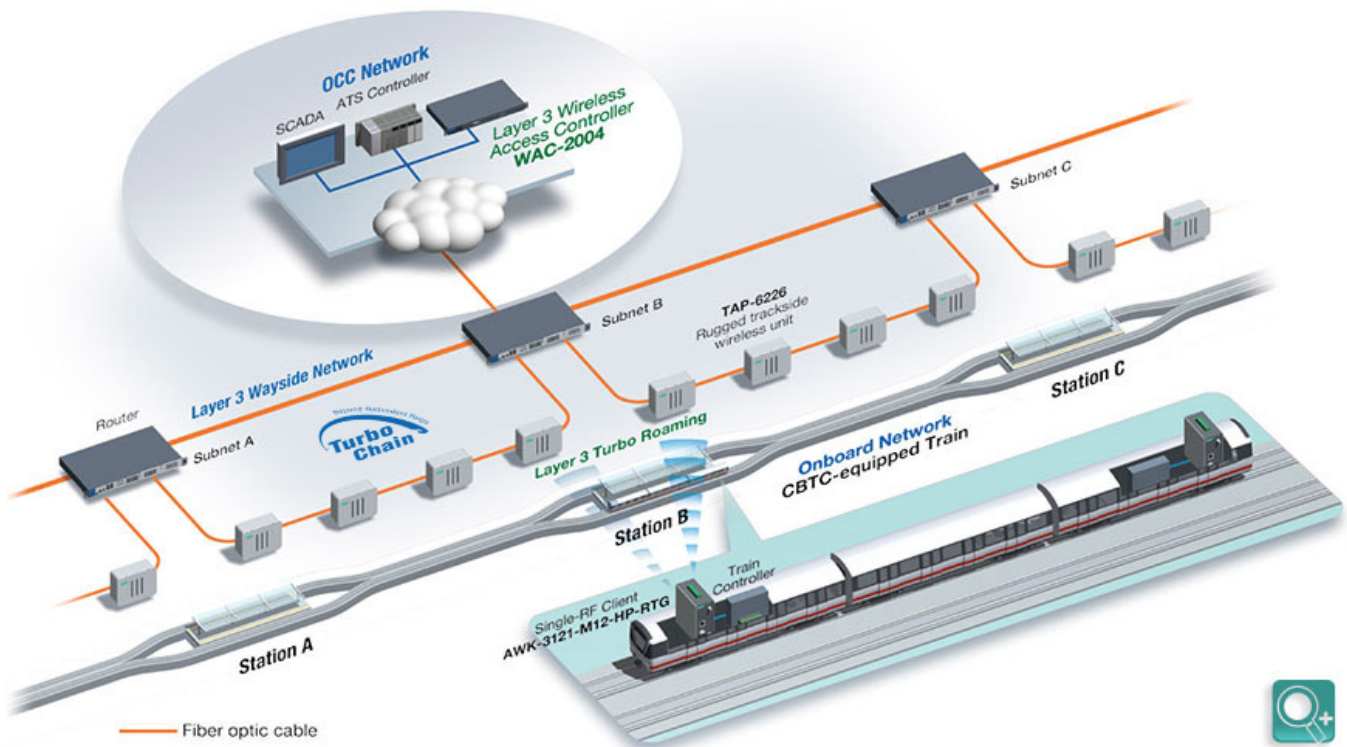 OCC Network
SCADA
ATS Controller
Layer 3 Wireless
Access Controller
WAC-2004
Subnet C
Subnet B
TAP-6226
Rugged trackside
wireless unit
Layer 3 Wayside Network
Router
Subnet A
Turbo
Chain
Layer 3 Turbo Roaming
Station C
Onboard Network
CBTC-equipped Train
Station B
Train
Controller
Single-RF Client
AWK-3121-M12-HP-RTG
Station A
Fiber optic cable